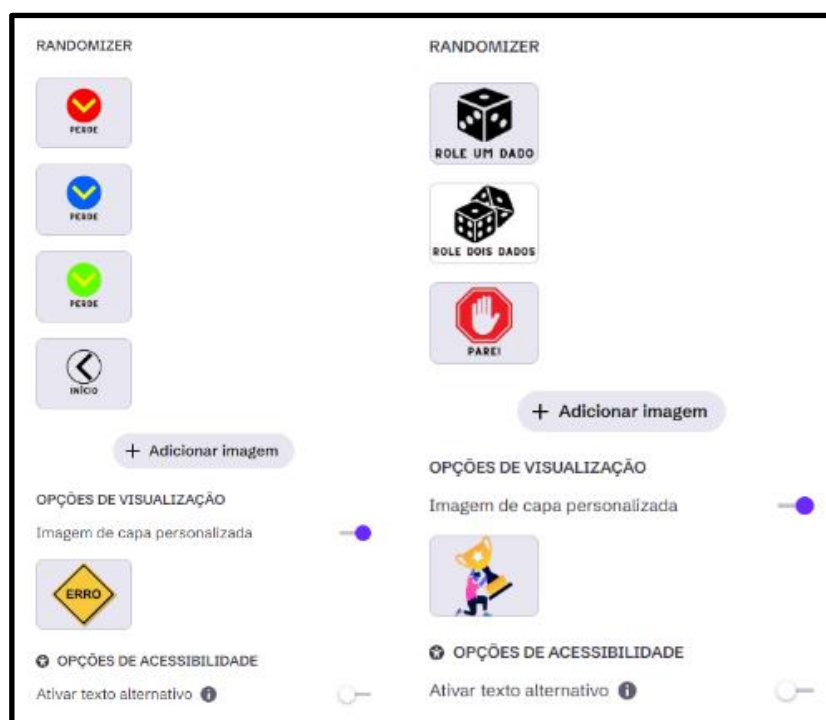 RANDOMIZER
PERDE
PERDE
PERDE
INÍCIO
+ Adicionar imagem
OPÇÕES DE VISUALIZAÇÃO
Imagem de capa personalizada
ERRO
OPÇÕES DE ACESSIBILIDADE
Ativar texto alternativo
RANDOMIZER
ROLE UM DADO
ROLE DOIS DADOS
PARE!
+ Adicionar imagem
OPÇÕES DE VISUALIZAÇÃO
Imagem de capa personalizada
OPÇÕES DE ACESSIBILIDADE
Ativar texto alternativo